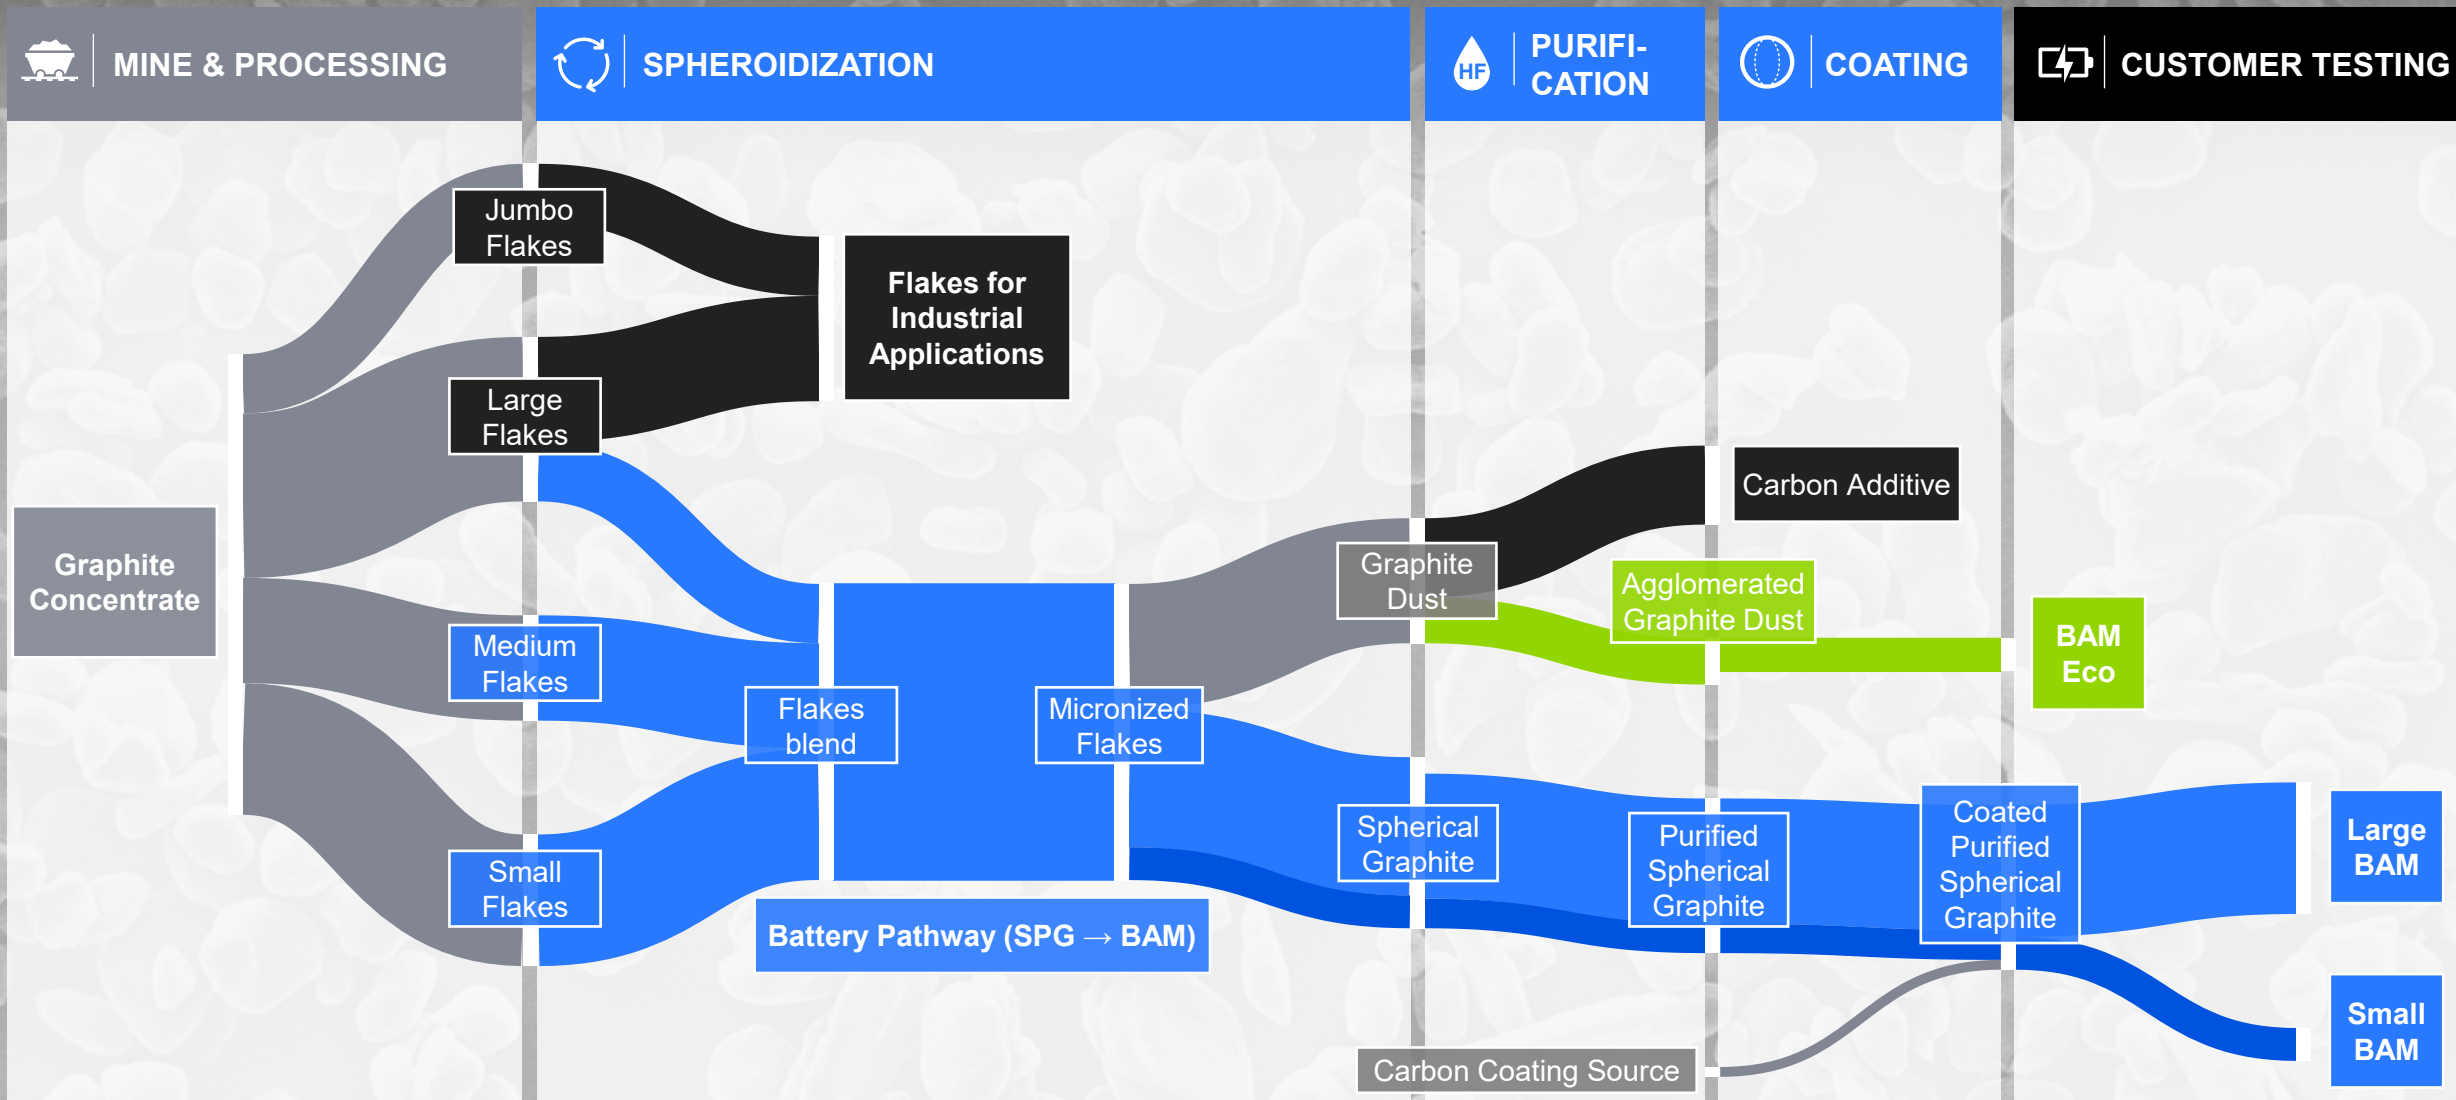 MINE & PROCESSING
SPHEROIDIZATION
HF
PURIFI-
CATION
COATING
CUSTOMER TESTING
Jumbo
Flakes
Flakes for
Industrial
Applications
Large
Flakes
Carbon Additive
Graphite
Concentrate
Graphite
Dust
Agglomerated
Graphite Dust
BAM
Eco
Medium
Flakes
Flakes
blend
Micronized
Flakes
Spherical
Graphite
Purified
Spherical
Graphite
Coated
Purified
Spherical
Graphite
Large
BAM
Small
Flakes
Battery Pathway (SPG → BAM)
Small
BAM
Carbon Coating Source